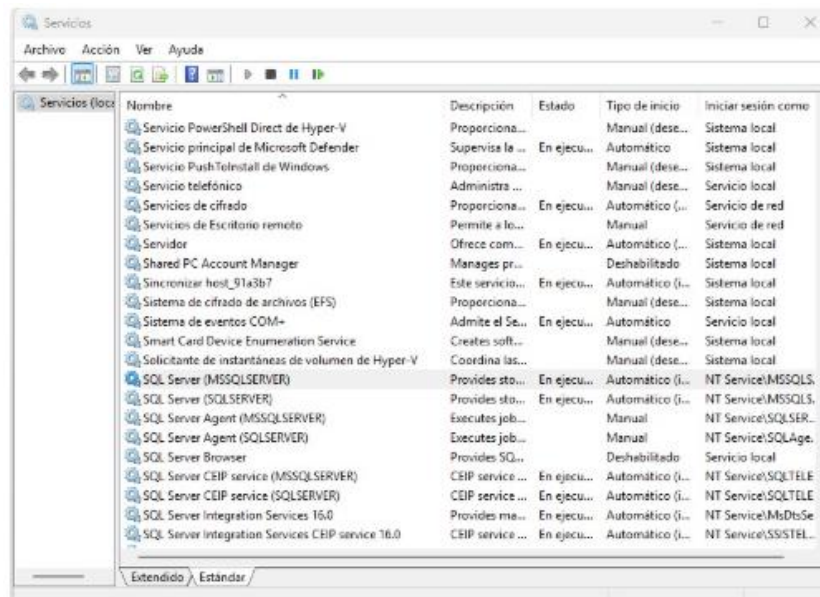 Servicios
Archivo Acción Ver Ayuda
Servicios (loca
Nombre Descripción Estado Tipo de inicio Iniciar sesión como
Servicio PowerShell Direct de Hyper-V Proporciona... Manual (dese... Sistema local
Servicio principal de Microsoft Defender Supervisa la ... En ejecu... Automático Sistema local
Servicio PushToInstall de Windows Proporciona... Manual (dese... Sistema local
Servicio telefónico Administra ... Manual (dese... Servicio local
Servicios de cifrado Proporciona... En ejecu... Automático (... Servicio de red
Servicios de Escritorio remoto Permite a lo... Manual Servicio de red
Servidor Ofrece com... En ejecu... Automático (... Sistema local
Shared PC Account Manager Manages pr... Deshabilitado Sistema local
Sincronizar host_91a3b7 Este servicio... En ejecu... Automático (... Sistema local
Sistema de cifrado de archivos (EFS) Proporciona... Manual (dese... Sistema local
Sistema de eventos COM+ Admite el Se... En ejecu... Automático Servicio local
Smart Card Device Enumeration Service Creates soft... Manual (dese... Sistema local
Solicitante de instantáneas de volumen de Hyper-V Coordina las... Manual (dese... Sistema local
SQL Server (MSSQLSERVER) Provides sto... En ejecu... Automático (i... NT Service\MSSQLS.
SQL Server (SQLSERVER) Provides sto... En ejecu... Automático (i... NT Service\MSSQLS.
SQL Server Agent (MSSQLSERVER) Executes job... Manual NT Service\SQLSER...
SQL Server Agent (SQLSERVER) Executes job... Manual NT Service\SQLAge.
SQL Server Browser Provides SQ... Deshabilitado Servicio local
SQL Server CEIP service (MSSQLSERVER) CEIP service ... En ejecu... Automático (i... NT Service\SQLTELE
SQL Server CEIP service (SQLSERVER) CEIP service ... En ejecu... Automático (i... NT Service\SQLTELE
SQL Server Integration Services 16.0 Provides ma... En ejecu... Automático (i... NT Service\MsDtsSe
SQL Server Integration Services CEIP service 16.0 CEIP service ... En ejecu... Automático (i... NT Service\SSISTEL...
Extendido Estándar